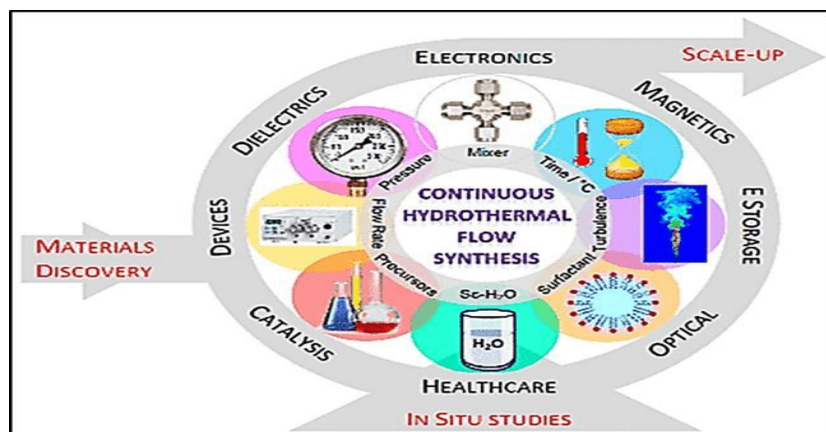 ELECTRONICS
SCALE-UP
DIELECTRICS
MAGNETICS
Mixer
Pressure
Time / °C
CONTINUOUS
HYDROTHERMAL
FLOW
SYNTHESIS
DEVICES
Flow Rate
Turbulence
E STORAGE
MATERIALS
DISCOVERY
Precursors
Surfactant
Sc-H₂O
H₂O
CATALYSIS
OPTICAL
HEALTHCARE
IN SITU STUDIES